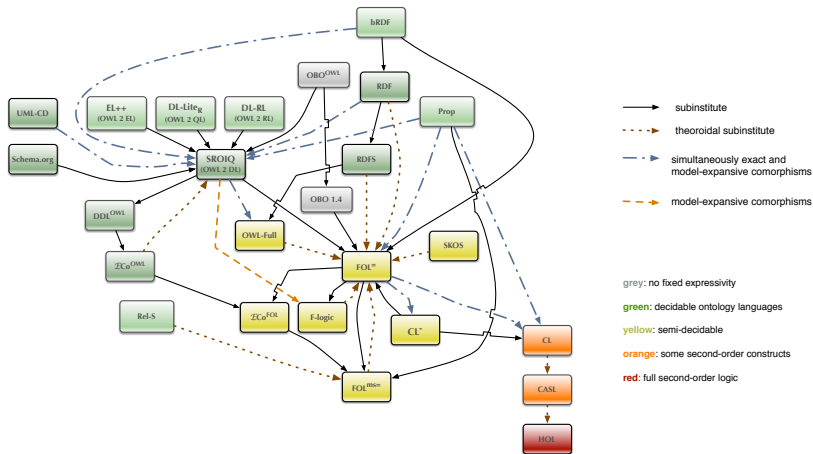 bRDF
OBO^OWL
RDF
UML-CD
EL++
(OWL 2 EL)
DL-Lite_R
(OWL 2 QL)
DL-RL
(OWL 2 RL)
Prop
Schema.org
SROIQ
(OWL 2 DL)
RDFS
OBO 1.4
DDL^OWL
OWL-Full
SKOS
ECo^OWL
FOL^=
Rel-S
ECo^FOL
F-logic
CL^-
CL
FOL^ms=
CASL
HOL
subinstitute
theoroidal subinstitute
simultaneously exact and
model-expansive comorphisms
model-expansive comorphisms
grey: no fixed expressivity
green: decidable ontology languages
yellow: semi-decidable
orange: some second-order constructs
red: full second-order logic